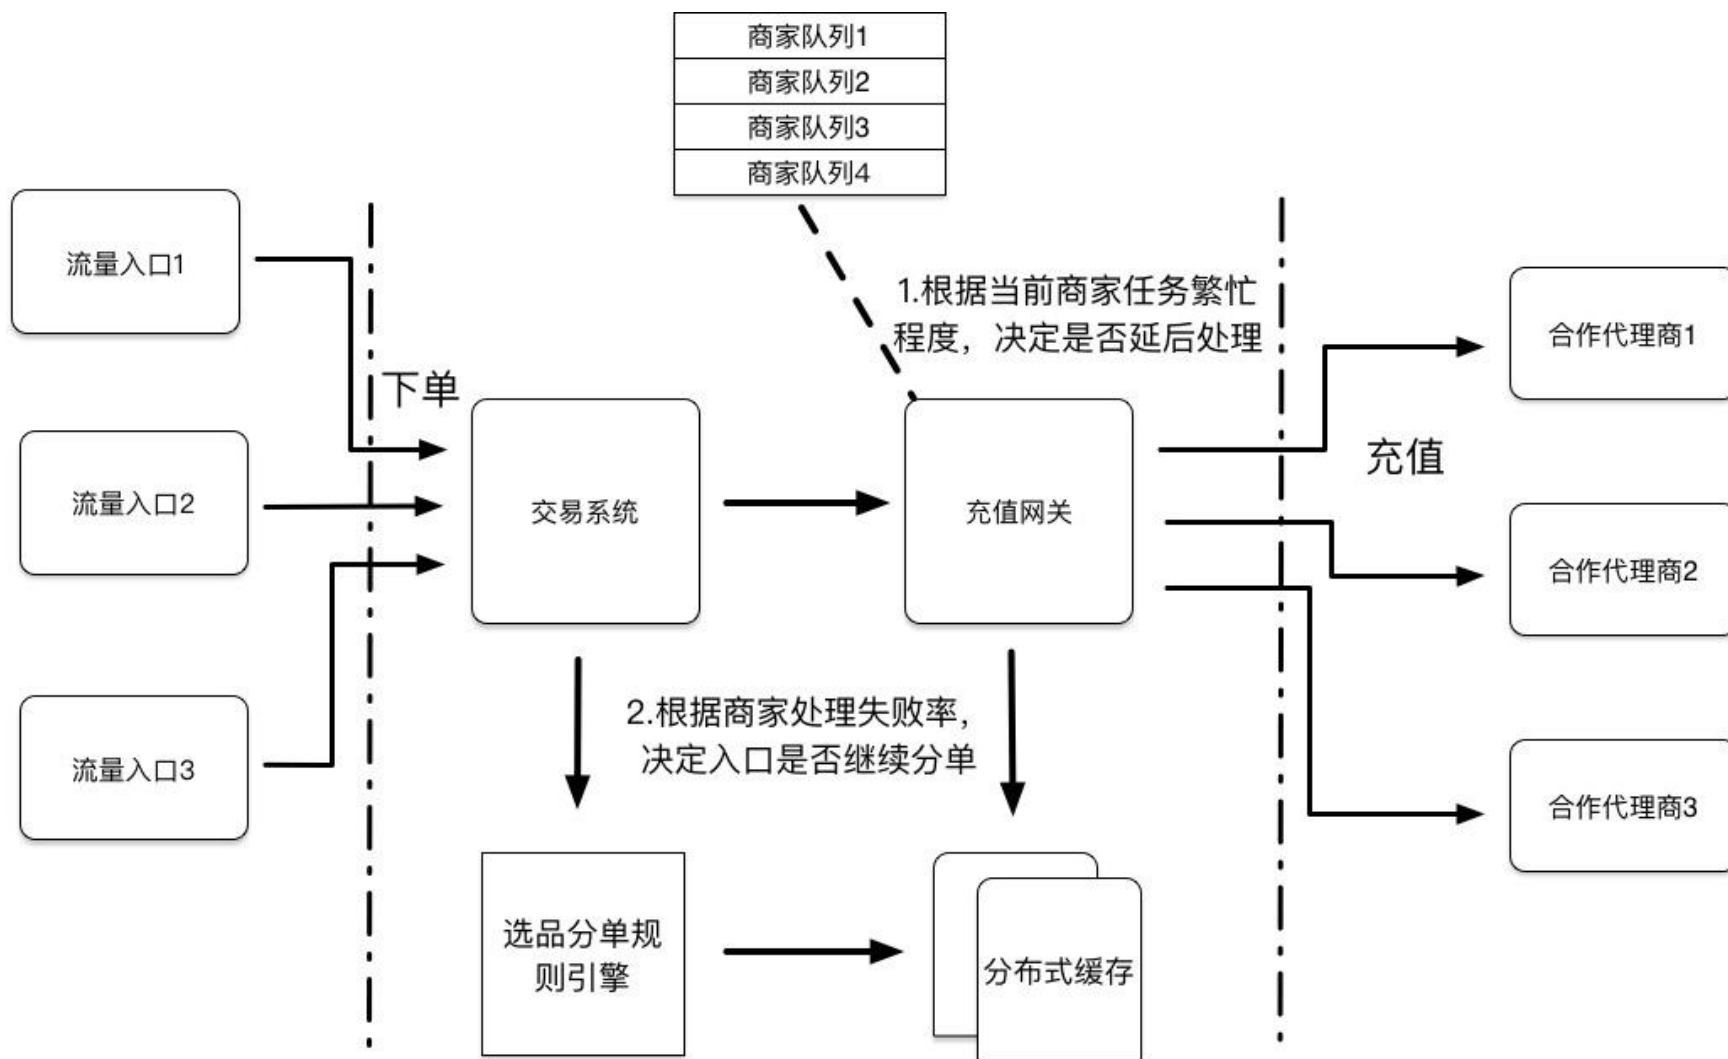 商家队列1
商家队列2
商家队列3
商家队列4
流量入口1
1.根据当前商家任务繁忙
程度，决定是否延后处理
合作代理商1
下单
充值
流量入口2
交易系统
充值网关
合作代理商2
2.根据商家处理失败率，
决定入口是否继续分单
流量入口3
合作代理商3
选品分单规
则引擎
分布式缓存